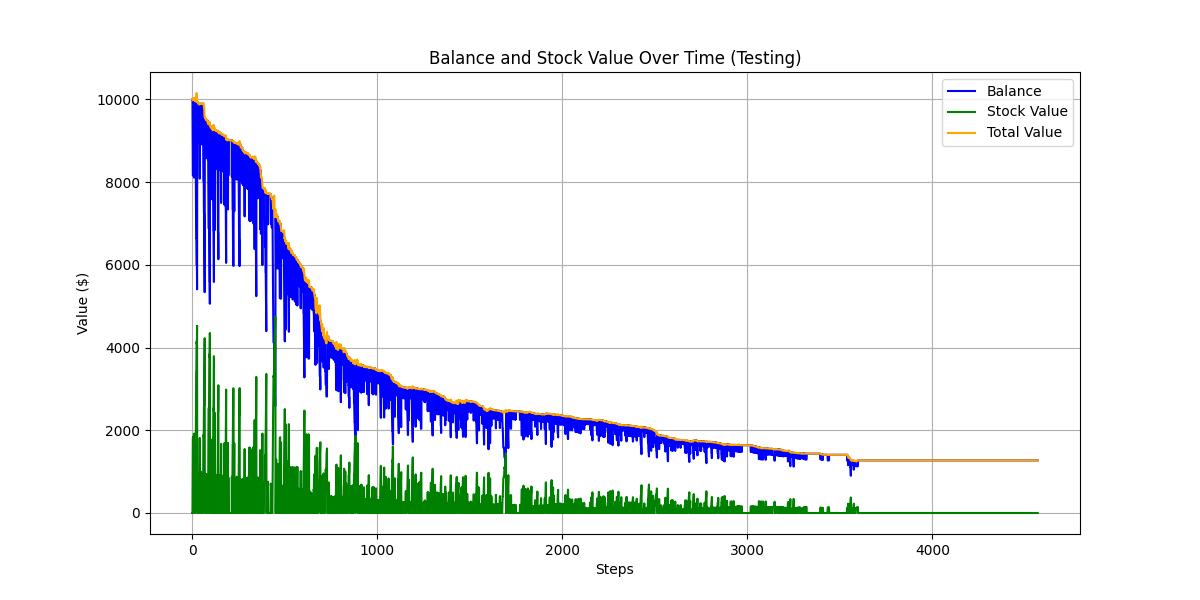 Balance and Stock Value Over Time (Testing)
Balance
Stock Value
Total Value
Value ($)
10000
8000
6000
4000
2000
0
0 1000 2000 3000 4000
Steps